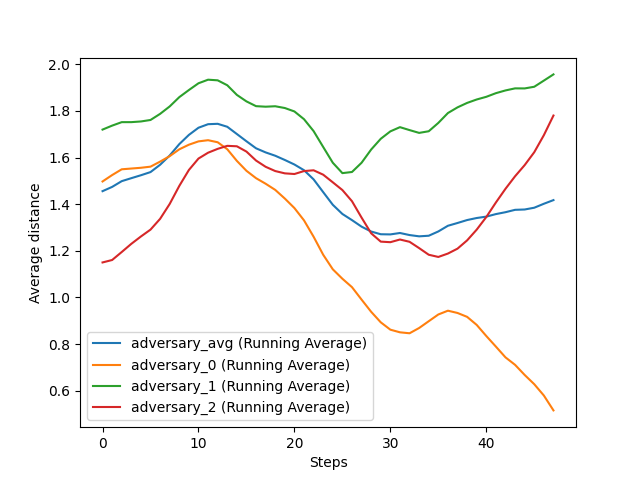 2.0
1.8
1.6
1.4
1.2
1.0
0.8
0.6
Average distance
adversary_avg (Running Average)
adversary_0 (Running Average)
adversary_1 (Running Average)
adversary_2 (Running Average)
0 10 20 30 40
Steps